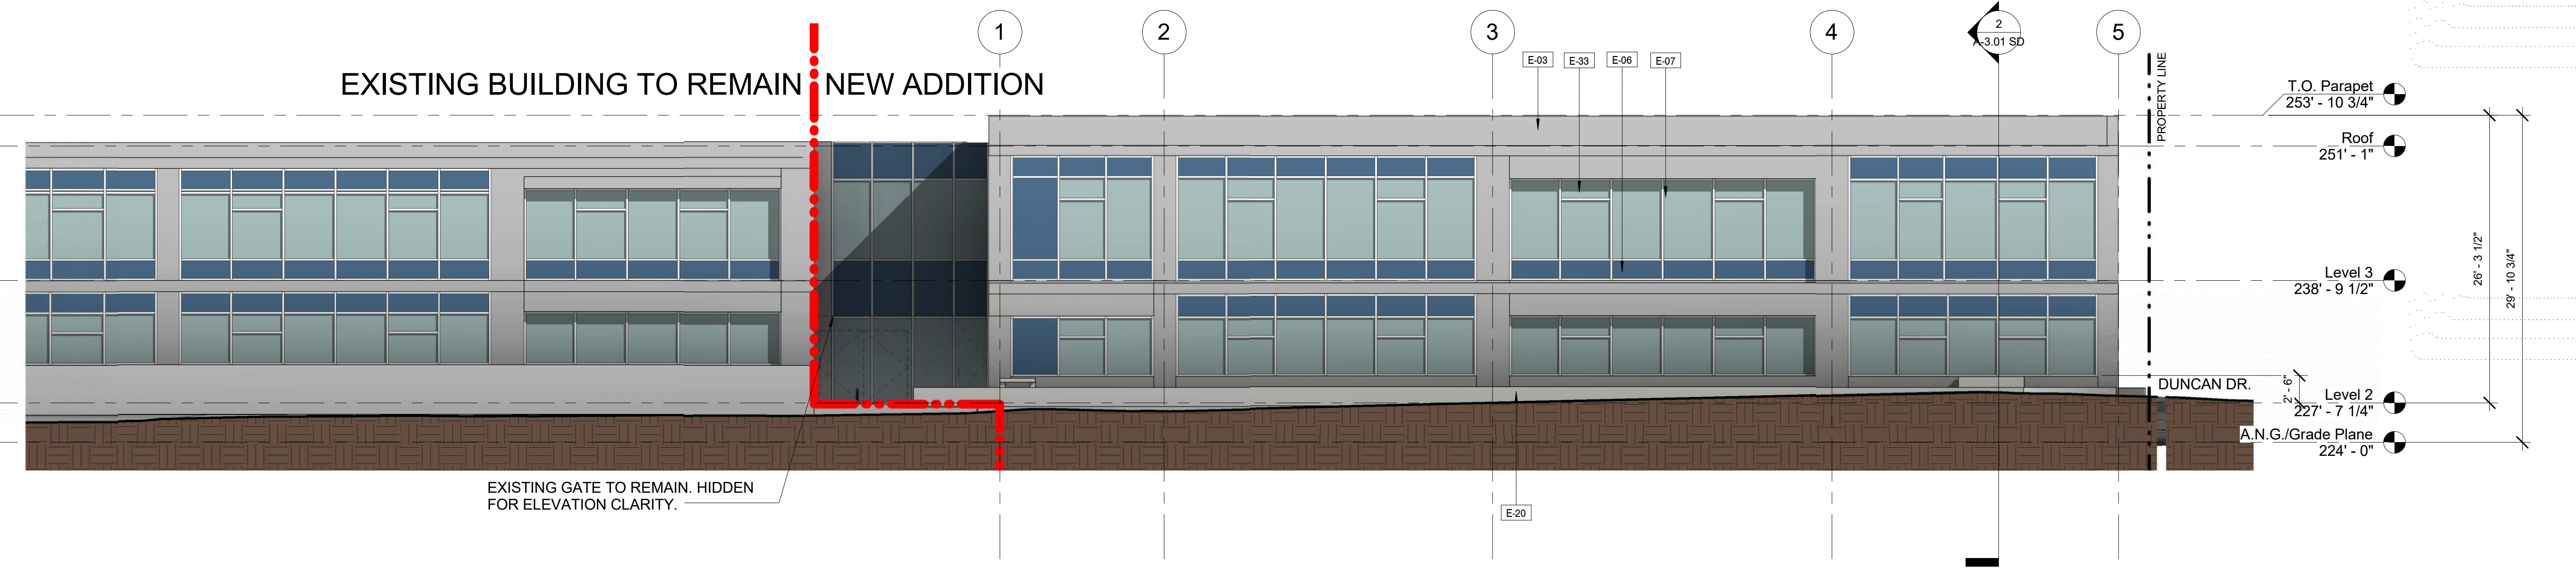 1
2
3
4
2
A-3.01 SD
5
E-03
E-33
E-06
E-07
EXISTING BUILDING TO REMAIN
NEW ADDITION
PROPERTY LINE
T.O. Parapet
253' - 10 3/4"
Roof
251' - 1"
Level 3
238' - 9 1/2"
26' - 3 1/2"
29' - 10 3/4"
DUNCAN DR.
2' - 6"
Level 2
227' - 7 1/4"
A.N.G./Grade Plane
224' - 0"
EXISTING GATE TO REMAIN. HIDDEN
FOR ELEVATION CLARITY.
E-20